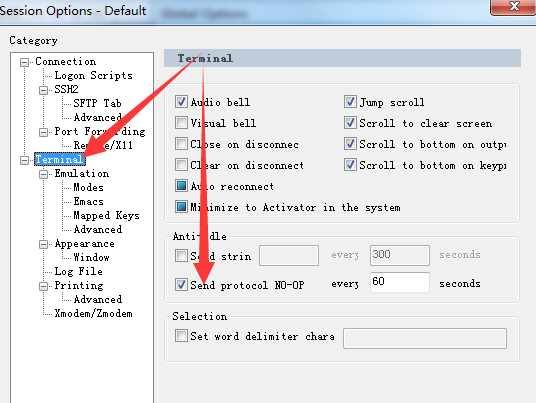 Session Options - Default
Global Options
Category
Connection
Logon Scripts
SSH2
SFTP Tab
Advanced
Port Forwarding
Remote/X11
Terminal
Emulation
Modes
Emacs
Mapped Keys
Advanced
Appearance
Window
Log File
Printing
Advanced
Xmodem/Zmodem
Terminal
Audio bell
Jump scroll
Visual bell
Scroll to clear screen
Close on disconnec
Scroll to bottom on outpu
Clear on disconnect
Scroll to bottom on keypr
Auto reconnect
Minimize to Activator in the system
Anti-idle
Send strin every 300 seconds
Send protocol NO-OP every 60 seconds
Selection
Set word delimiter chara